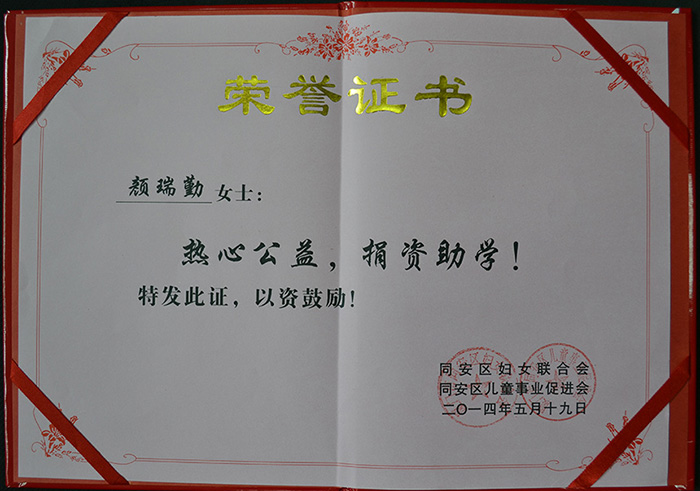 荣誉证书
颜瑞勤女士：
热心公益，捐资助学！
特发此证，以资鼓励！
同安区妇女联合会
同安区儿童事业促进会
二〇一四年五月十九日